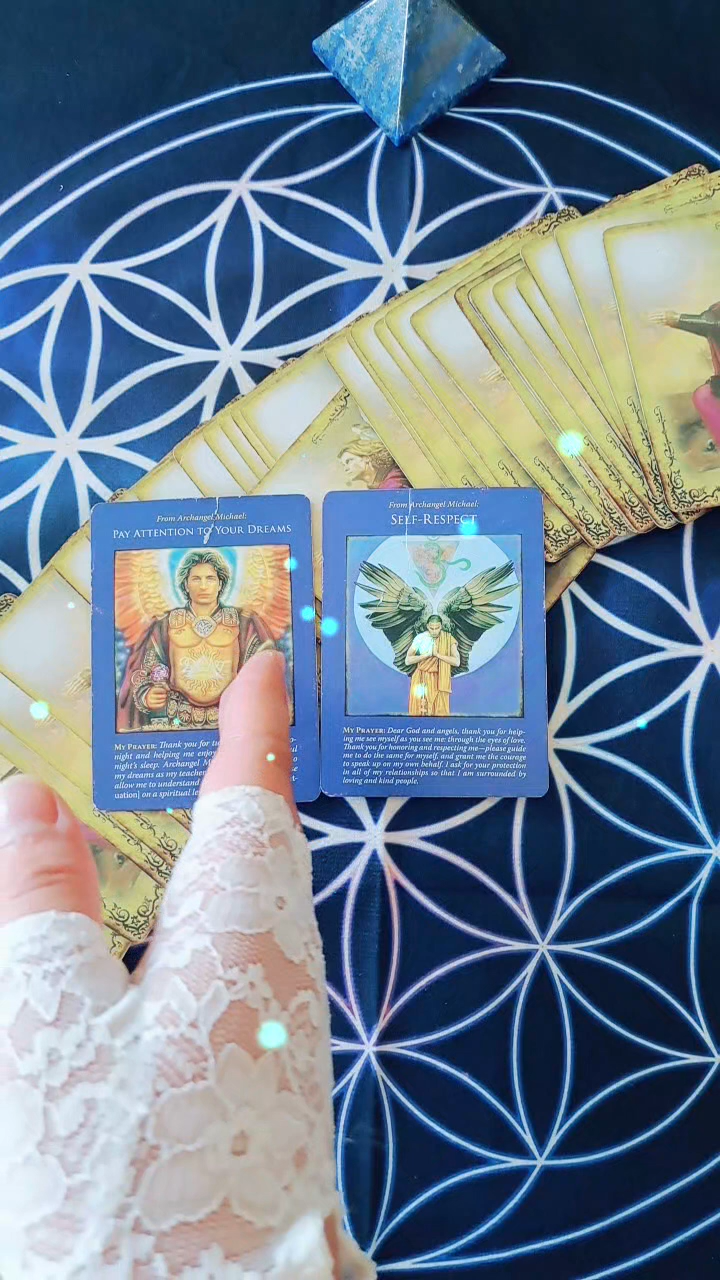 From Archangel Michael:
PAY ATTENTION TO YOUR DREAMS
MY PRAYER: Thank you for
night and helping me enjoy
night's sleep. Archangel
my dreams as my
allow me to understand
uation] on a spiritual
From Archangel Michael:
SELF-RESPECT
MY PRAYER: Dear God and angels, thank you for help-
ing me see myself as you see me: through the eyes of love.
Thank you for honoring and respecting me—please guide
me to do the same for myself, and grant me the courage
to speak up on my own behalf. I ask for your protection
in all of my relationships so that I am surrounded by
loving and kind people.